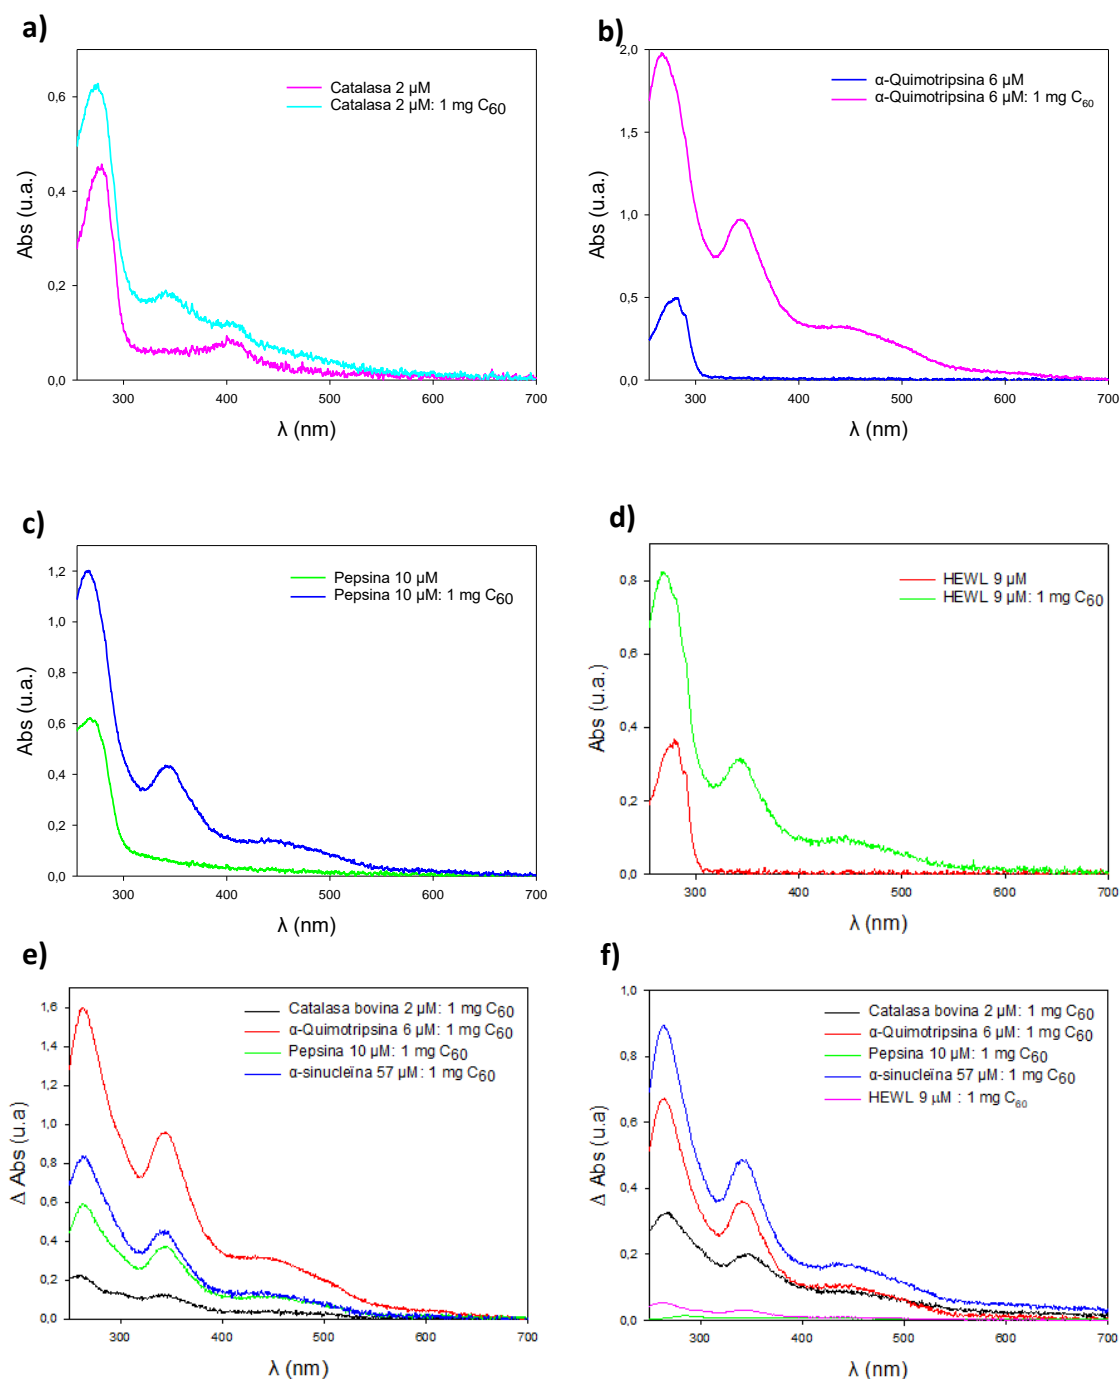 a)
Abs (u.a.)
0,6
0,4
0,2
0,0
Catalasa 2 µM
Catalasa 2 µM: 1 mg C60
300 400 500 600 700
λ (nm)
b)
Abs (u.a.)
2,0
1,5
1,0
0,5
0,0
α-Quimotripsina 6 µM
α-Quimotripsina 6 µM: 1 mg C60
300 400 500 600 700
λ (nm)
c)
Abs (u.a.)
1,2
1,0
0,8
0,6
0,4
0,2
0,0
Pepsina 10 µM
Pepsina 10 µM: 1 mg C60
300 400 500 600 700
λ (nm)
d)
Abs (u.a.)
0,8
0,6
0,4
0,2
0,0
HEWL 9 µM
HEWL 9 µM: 1 mg C60
300 400 500 600 700
λ (nm)
e)
Δ Abs (u.a)
1,6
1,4
1,2
1,0
0,8
0,6
0,4
0,2
0,0
Catalasa bovina 2 µM: 1 mg C60
α-Quimotripsina 6 µM: 1 mg C60
Pepsina 10 µM: 1 mg C60
α-sinucleïna 57 µM: 1 mg C60
300 400 500 600 700
λ (nm)
f)
Δ Abs (u.a)
1,0
0,8
0,6
0,4
0,2
0,0
Catalasa bovina 2 µM: 1 mg C60
α-Quimotripsina 6 µM: 1 mg C60
Pepsina 10 µM: 1 mg C60
α-sinucleïna 57 µM: 1 mg C60
HEWL 9 µM : 1 mg C60
300 400 500 600 700
λ (nm)